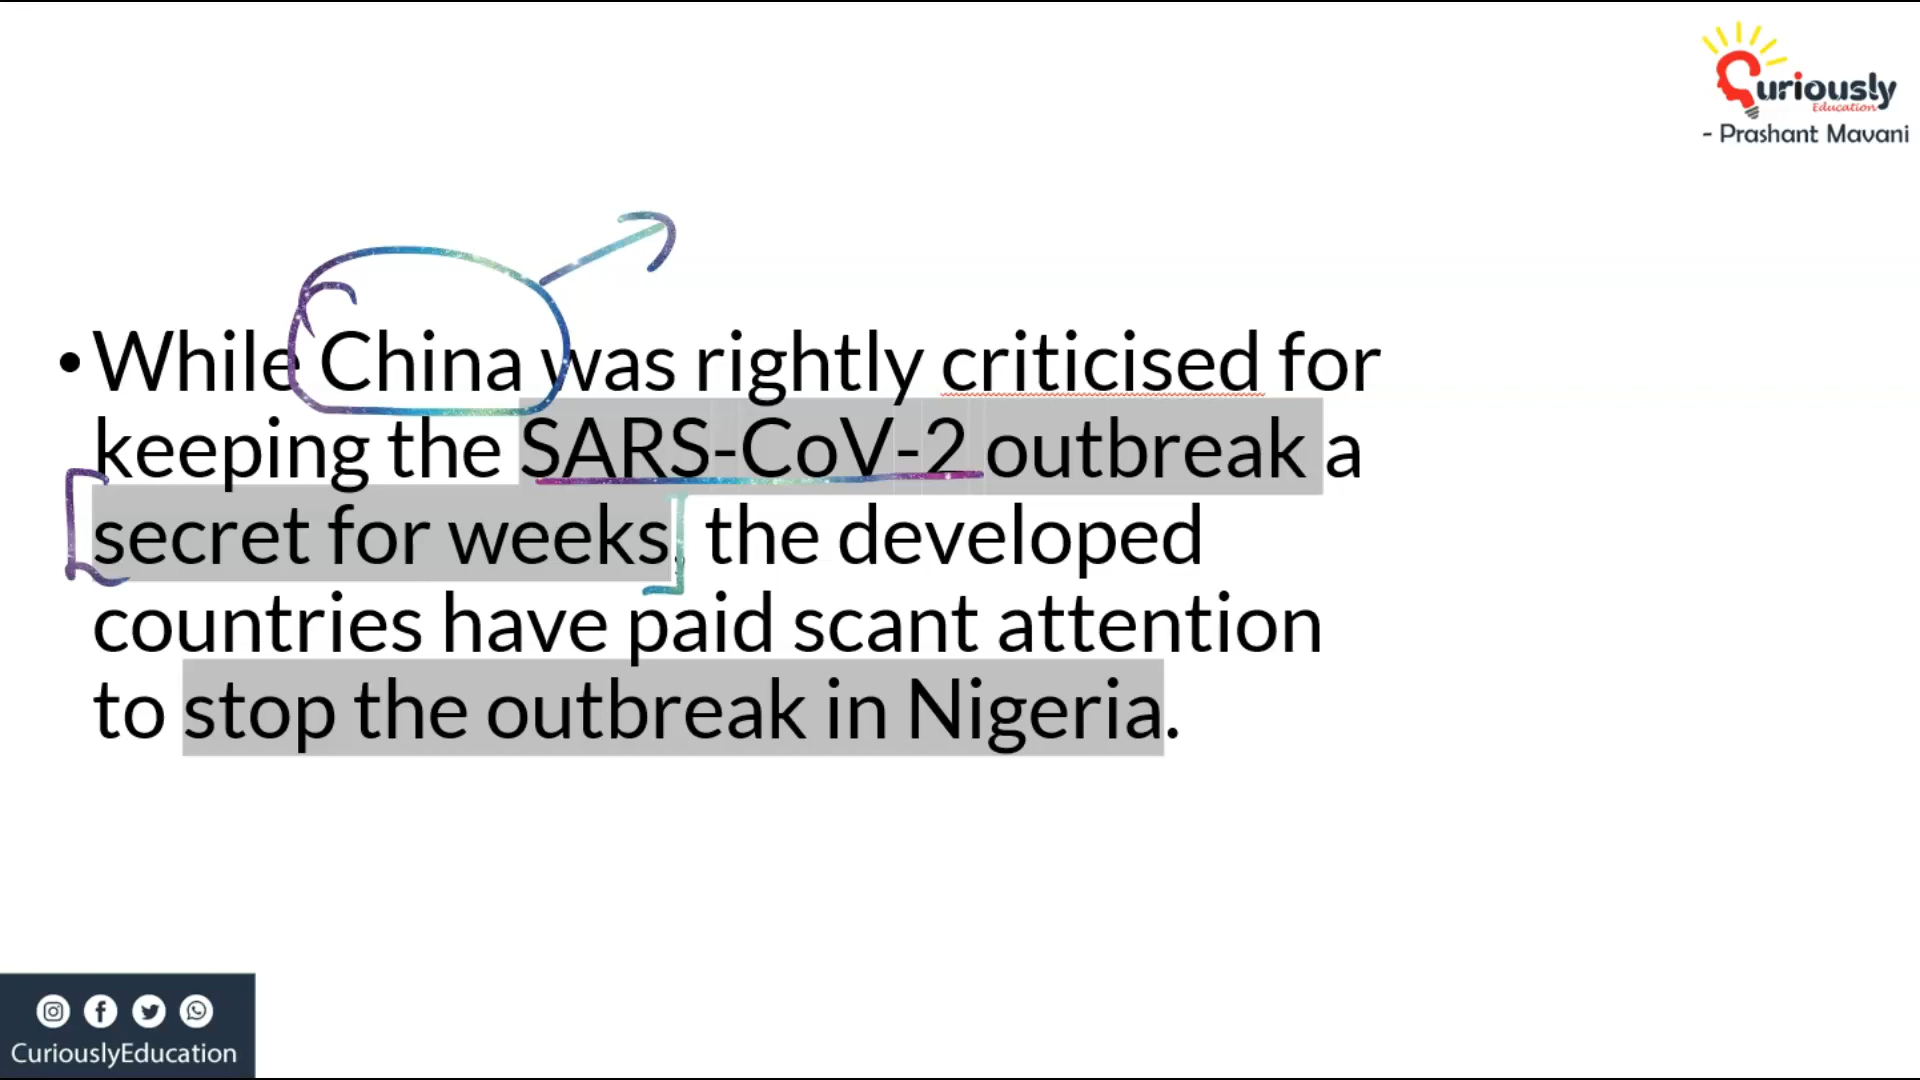 Curiously
Education
- Prashant Mavani
• While China was rightly criticised for
keeping the SARS-CoV-2 outbreak a
secret for weeks, the developed
countries have paid scant attention
to stop the outbreak in Nigeria.
CuriouslyEducation